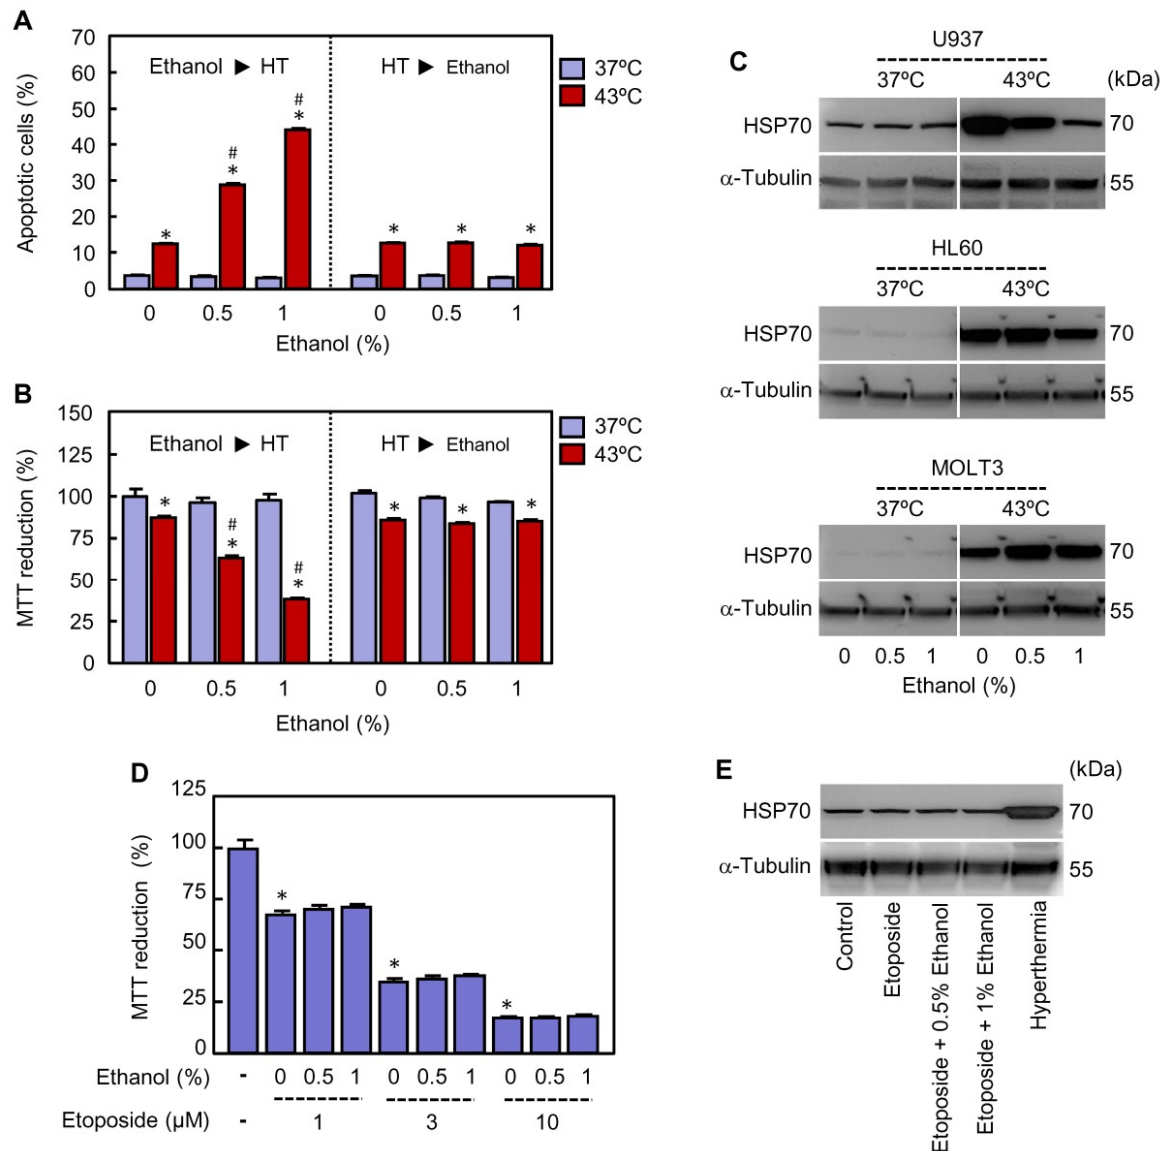 A
Apoptotic cells (%)
70
60
50
40
30
20
10
0
Ethanol ► HT
HT ► Ethanol
37ºC
43ºC
*
#
*
#
*
*
*
*
0 0.5 1 0 0.5 1
Ethanol (%)
B
MTT reduction (%)
150
125
100
75
50
25
0
Ethanol ► HT
HT ► Ethanol
37ºC
43ºC
*
#
*
#
*
*
*
*
0 0.5 1 0 0.5 1
Ethanol (%)
C
U937
37ºC 43ºC (kDa)
HSP70 70
α-Tubulin 55
HL60
37ºC 43ºC
HSP70 70
α-Tubulin 55
MOLT3
37ºC 43ºC
HSP70 70
α-Tubulin 55
0 0.5 1 0 0.5 1
Ethanol (%)
D
MTT reduction (%)
125
100
75
50
25
0
*
*
*
Ethanol (%) - 0 0.5 1 0 0.5 1 0 0.5 1
Etoposide (µM) - 1 3 10
E
(kDa)
HSP70 70
α-Tubulin 55
Control
Etoposide
Etoposide + 0.5% Ethanol
Etoposide + 1% Ethanol
Hyperthermia